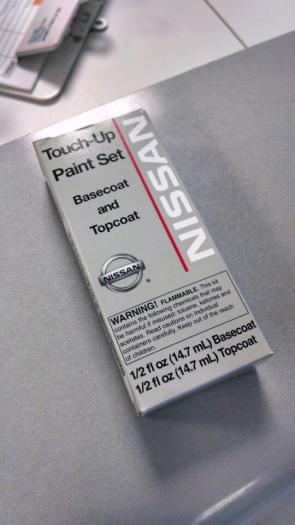 Touch-Up
Paint Set
Basecoat
and
Topcoat
NISSAN
NISSAN
®
WARNING! FLAMMABLE. This kit
contains the following chemicals that may
be harmful if misused: toluene, ketones and
acetates. Read cautions on individual
containers carefully. Keep out of the reach
of children.
1/2 fl oz (14.7 mL) Basecoat
1/2 fl oz (14.7 mL) Topcoat